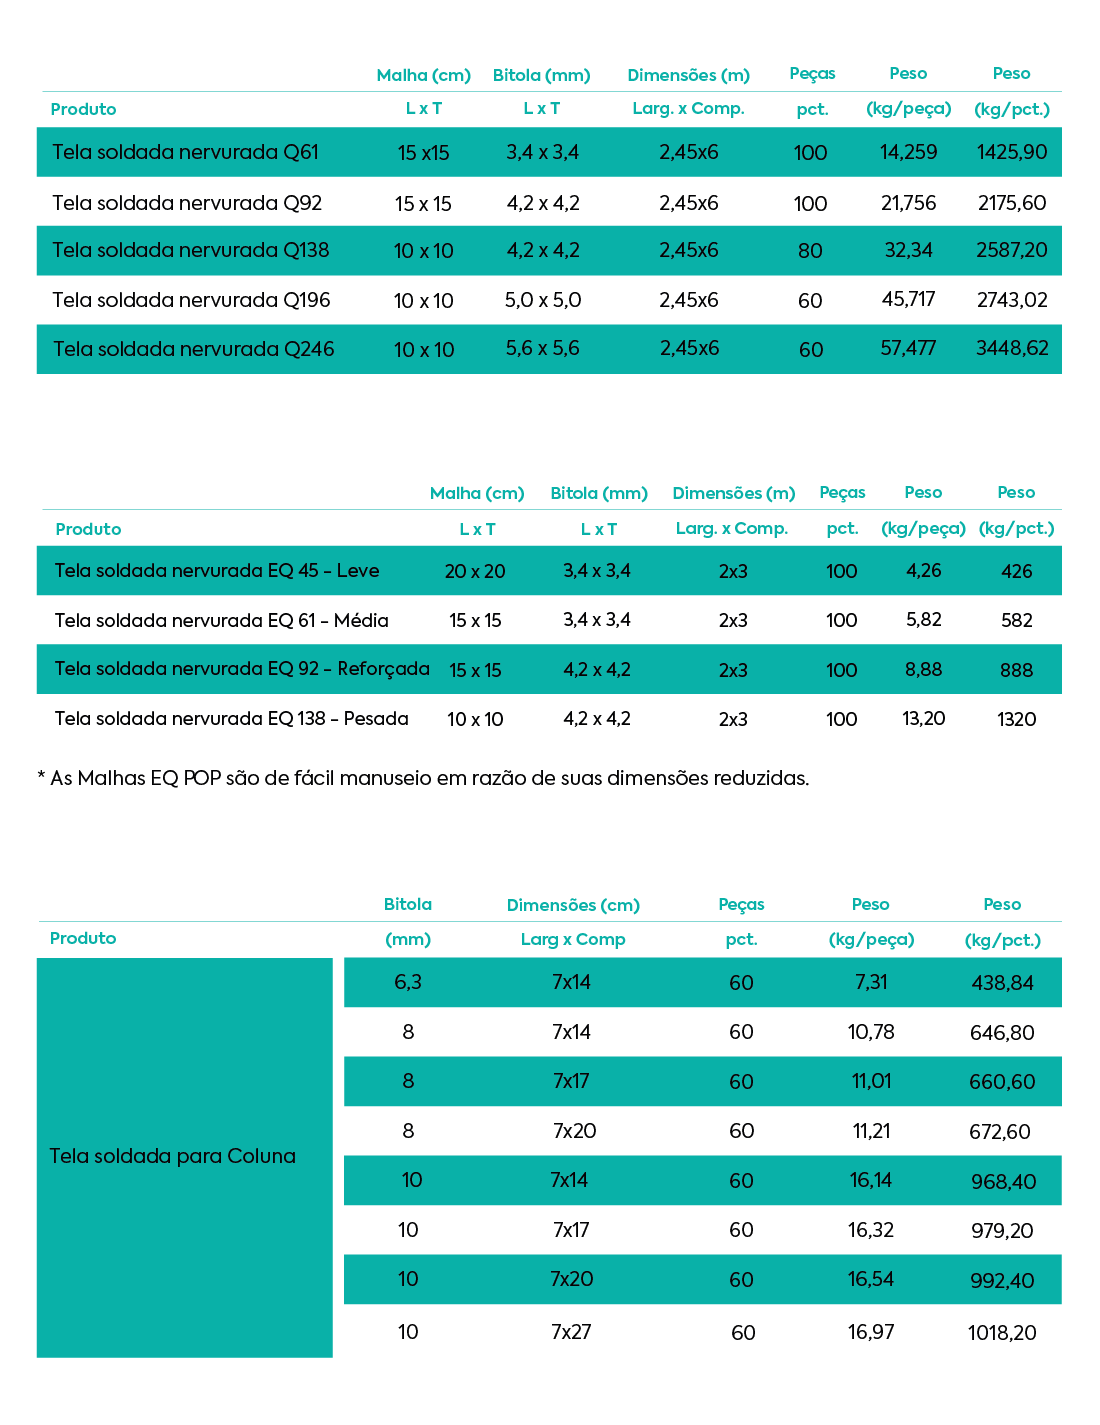 Malha (cm) Bitola (mm) Dimensões (m) Peças Peso Peso
Produto L x T L x T Larg. x Comp. pct. (kg/peça) (kg/pct.)
Tela soldada nervurada Q61 15 x15 3,4 x 3,4 2,45x6 100 14,259 1425,90
Tela soldada nervurada Q92 15 x 15 4,2 x 4,2 2,45x6 100 21,756 2175,60
Tela soldada nervurada Q138 10 x 10 4,2 x 4,2 2,45x6 80 32,34 2587,20
Tela soldada nervurada Q196 10 x 10 5,0 x 5,0 2,45x6 60 45,717 2743,02
Tela soldada nervurada Q246 10 x 10 5,6 x 5,6 2,45x6 60 57,477 3448,62
Malha (cm) Bitola (mm) Dimensões (m) Peças Peso Peso
Produto L x T L x T Larg. x Comp. pct. (kg/peça) (kg/pct.)
Tela soldada nervurada EQ 45 - Leve 20 x 20 3,4 x 3,4 2x3 100 4,26 426
Tela soldada nervurada EQ 61 - Média 15 x 15 3,4 x 3,4 2x3 100 5,82 582
Tela soldada nervurada EQ 92 - Reforçada 15 x 15 4,2 x 4,2 2x3 100 8,88 888
Tela soldada nervurada EQ 138 - Pesada 10 x 10 4,2 x 4,2 2x3 100 13,20 1320
* As Malhas EQ POP são de fácil manuseio em razão de suas dimensões reduzidas.
Bitola Dimensões (cm) Peças Peso Peso
Produto (mm) Larg x Comp pct. (kg/peça) (kg/pct.)
6,3 7x14 60 7,31 438,84
8 7x14 60 10,78 646,80
8 7x17 60 11,01 660,60
8 7x20 60 11,21 672,60
Tela soldada para Coluna
10 7x14 60 16,14 968,40
10 7x17 60 16,32 979,20
10 7x20 60 16,54 992,40
10 7x27 60 16,97 1018,20